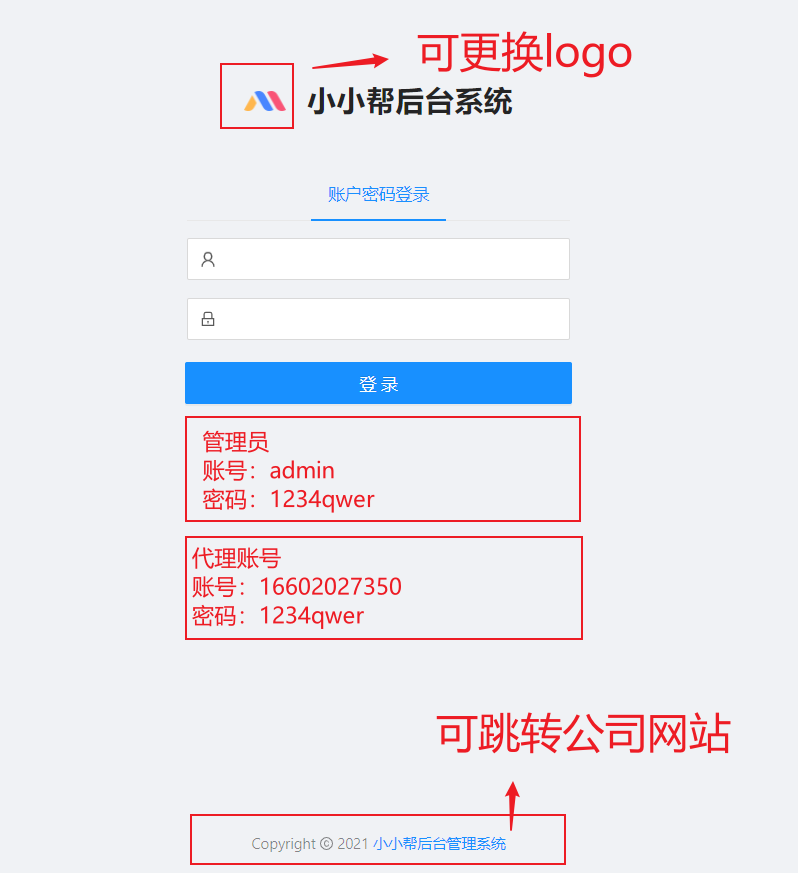 可更换logo
小小帮后台系统
账户密码登录
登 录
管理员
账号：admin
密码：1234qwer
代理账号
账号：16602027350
密码：1234qwer
可跳转公司网站
Copyright © 2021 小小帮后台管理系统